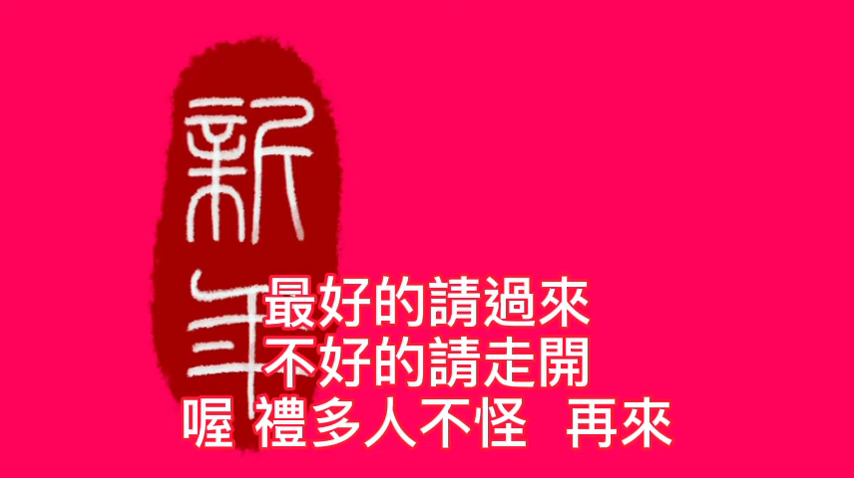 新年
最好的請過來
不好的請走開
喔 禮多人不怪 再來